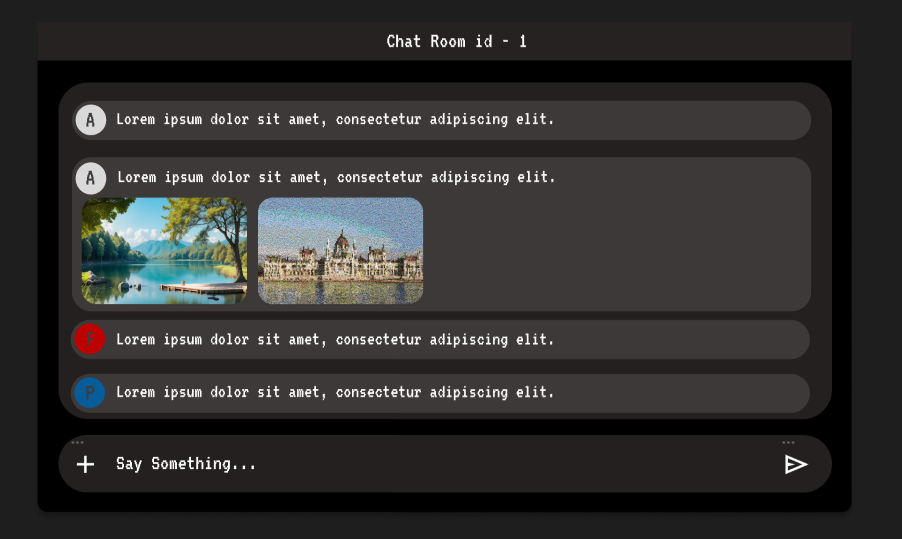 Chat Room id - 1
A Lorem ipsum dolor sit amet, consectetur adipiscing elit.
A Lorem ipsum dolor sit amet, consectetur adipiscing elit.
F Lorem ipsum dolor sit amet, consectetur adipiscing elit.
P Lorem ipsum dolor sit amet, consectetur adipiscing elit.
Say Something...